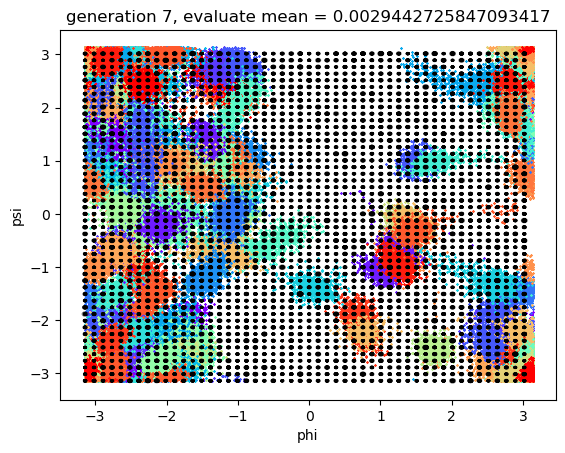 generation 7, evaluate mean = 0.0029442725847093417
3
2
1
0
−1
−2
−3
psi
−3 −2 −1 0 1 2 3
phi